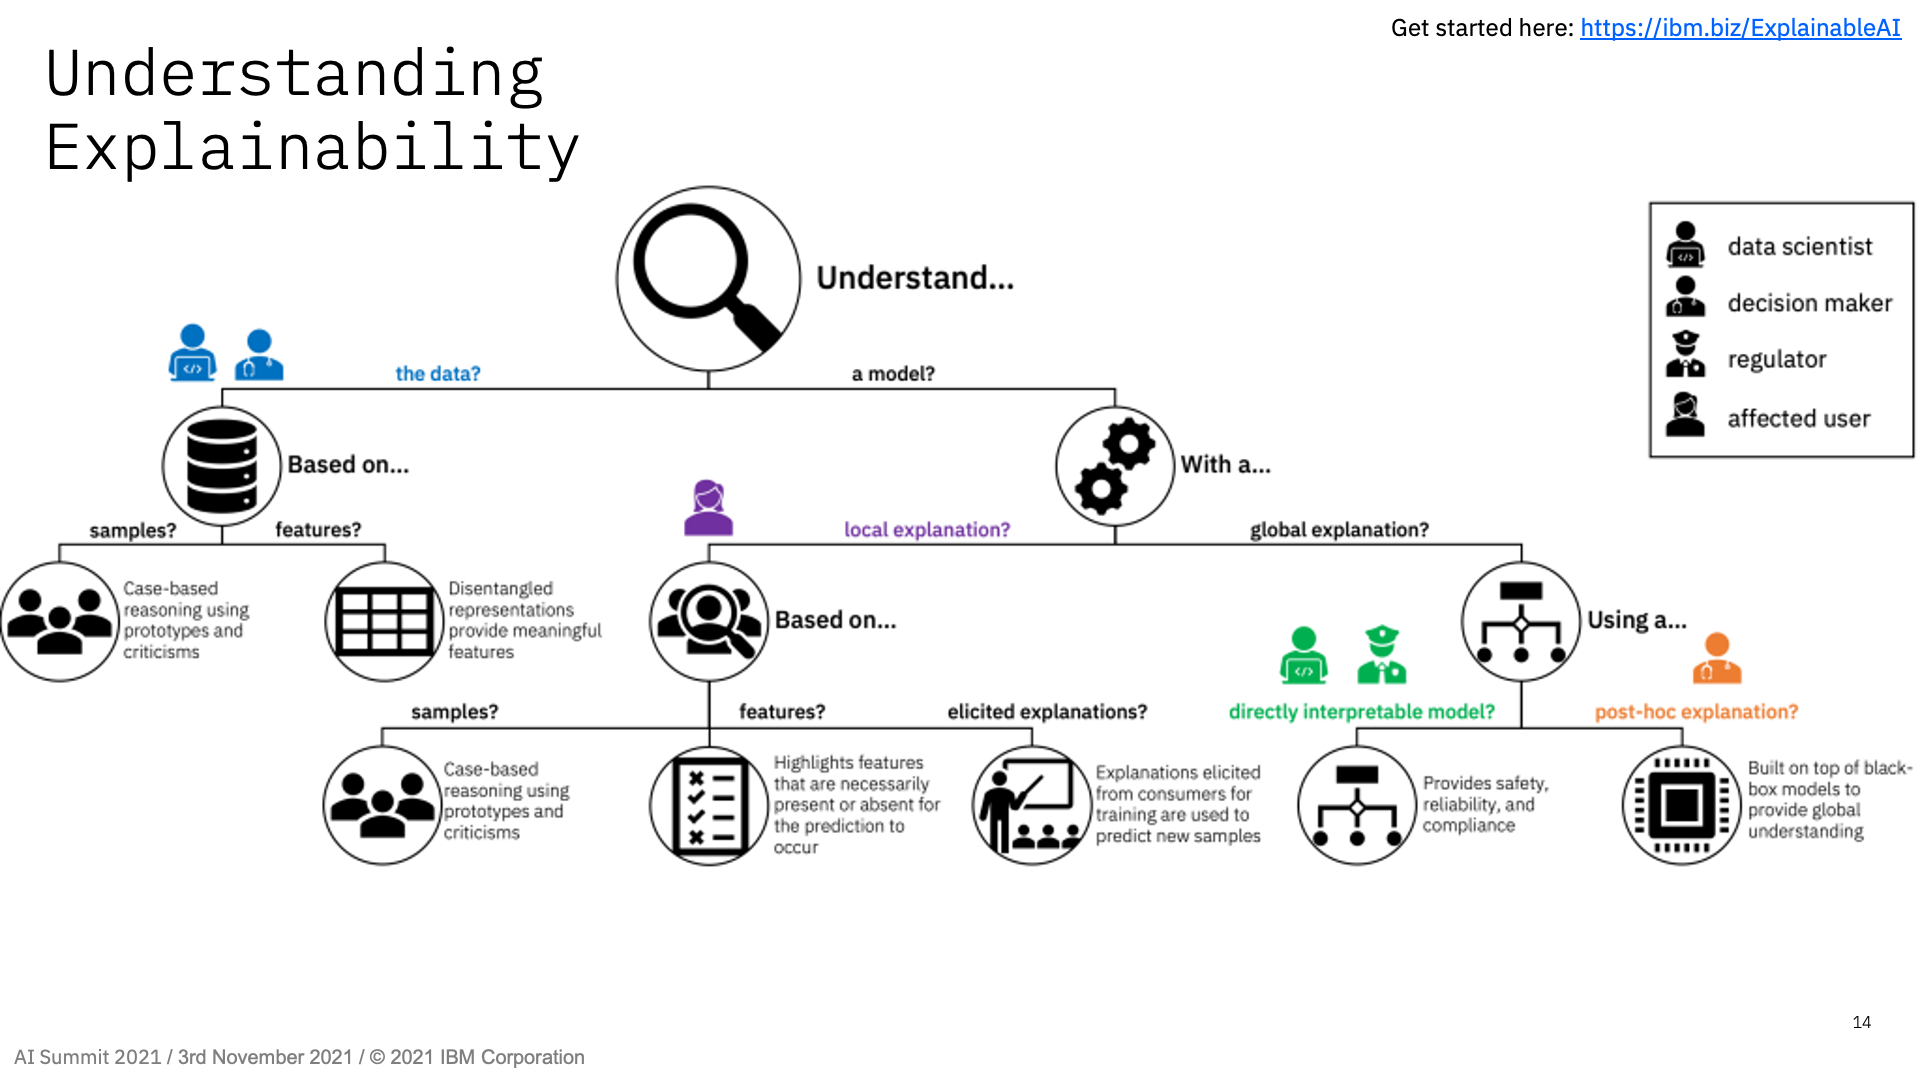 Get started here: https://ibm.biz/ExplainableAI
Understanding
Explainability
Understand...
data scientist
decision maker
regulator
affected user
the data?
a model?
Based on...
With a...
samples?
features?
local explanation?
global explanation?
Case-based
reasoning using
prototypes and
criticisms
Disentangled
representations
provide meaningful
features
Based on...
Using a...
samples?
features?
elicited explanations?
directly interpretable model?
post-hoc explanation?
Case-based
reasoning using
prototypes and
criticisms
Highlights features
that are necessarily
present or absent for
the prediction to
occur
Explanations elicited
from consumers for
training are used to
predict new samples
Provides safety,
reliability, and
compliance
Built on top of black-
box models to
provide global
understanding
14
AI Summit 2021 / 3rd November 2021 / © 2021 IBM Corporation